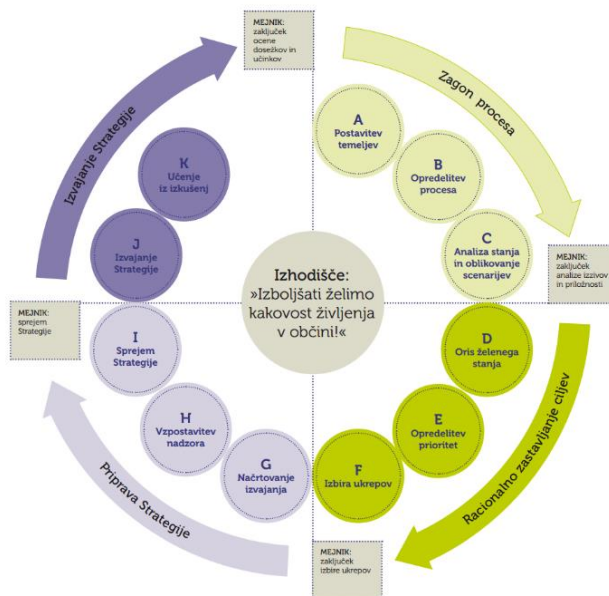 MEJNIK:
zaključek
ocene
dosežkov in
učinkov
Zagon procesa
A
Postavitev
temeljev
B
Opredelitev
procesa
C
Analiza stanja
in oblikovanje
scenarijev
MEJNIK:
zaključek
analize izzivov
in priložnosti
D
Oris želenega
stanja
E
Opredelitev
prioritet
F
Izbira ukrepov
Racionalno zastavljanje ciljev
MEJNIK:
zaključek
izbire ukrepov
G
Načrtovanje
izvajanja
H
Vzpostavitev
nadzora
I
Sprejem
Strategije
Priprava Strategije
MEJNIK:
sprejem
Strategije
J
Izvajanje
Strategije
K
Učenje
iz izkušenj
Izvajanje Strategije
Izhodišče:
»Izboljšati želimo
kakovost življenja
v občini!«